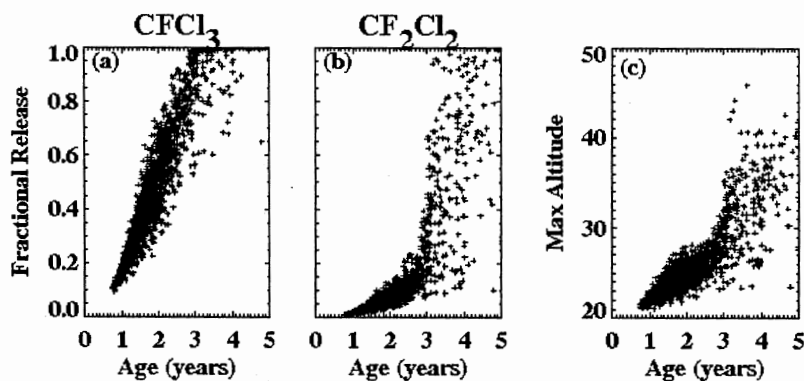 CFCl3
CF2Cl2
(a)
(b)
(c)
Fractional Release
1.0
0.8
0.6
0.4
0.2
0.0
0 1 2 3 4 5
Age (years)
0 1 2 3 4 5
Age (years)
Max Altitude
50
40
30
20
0 1 2 3 4 5
Age (years)